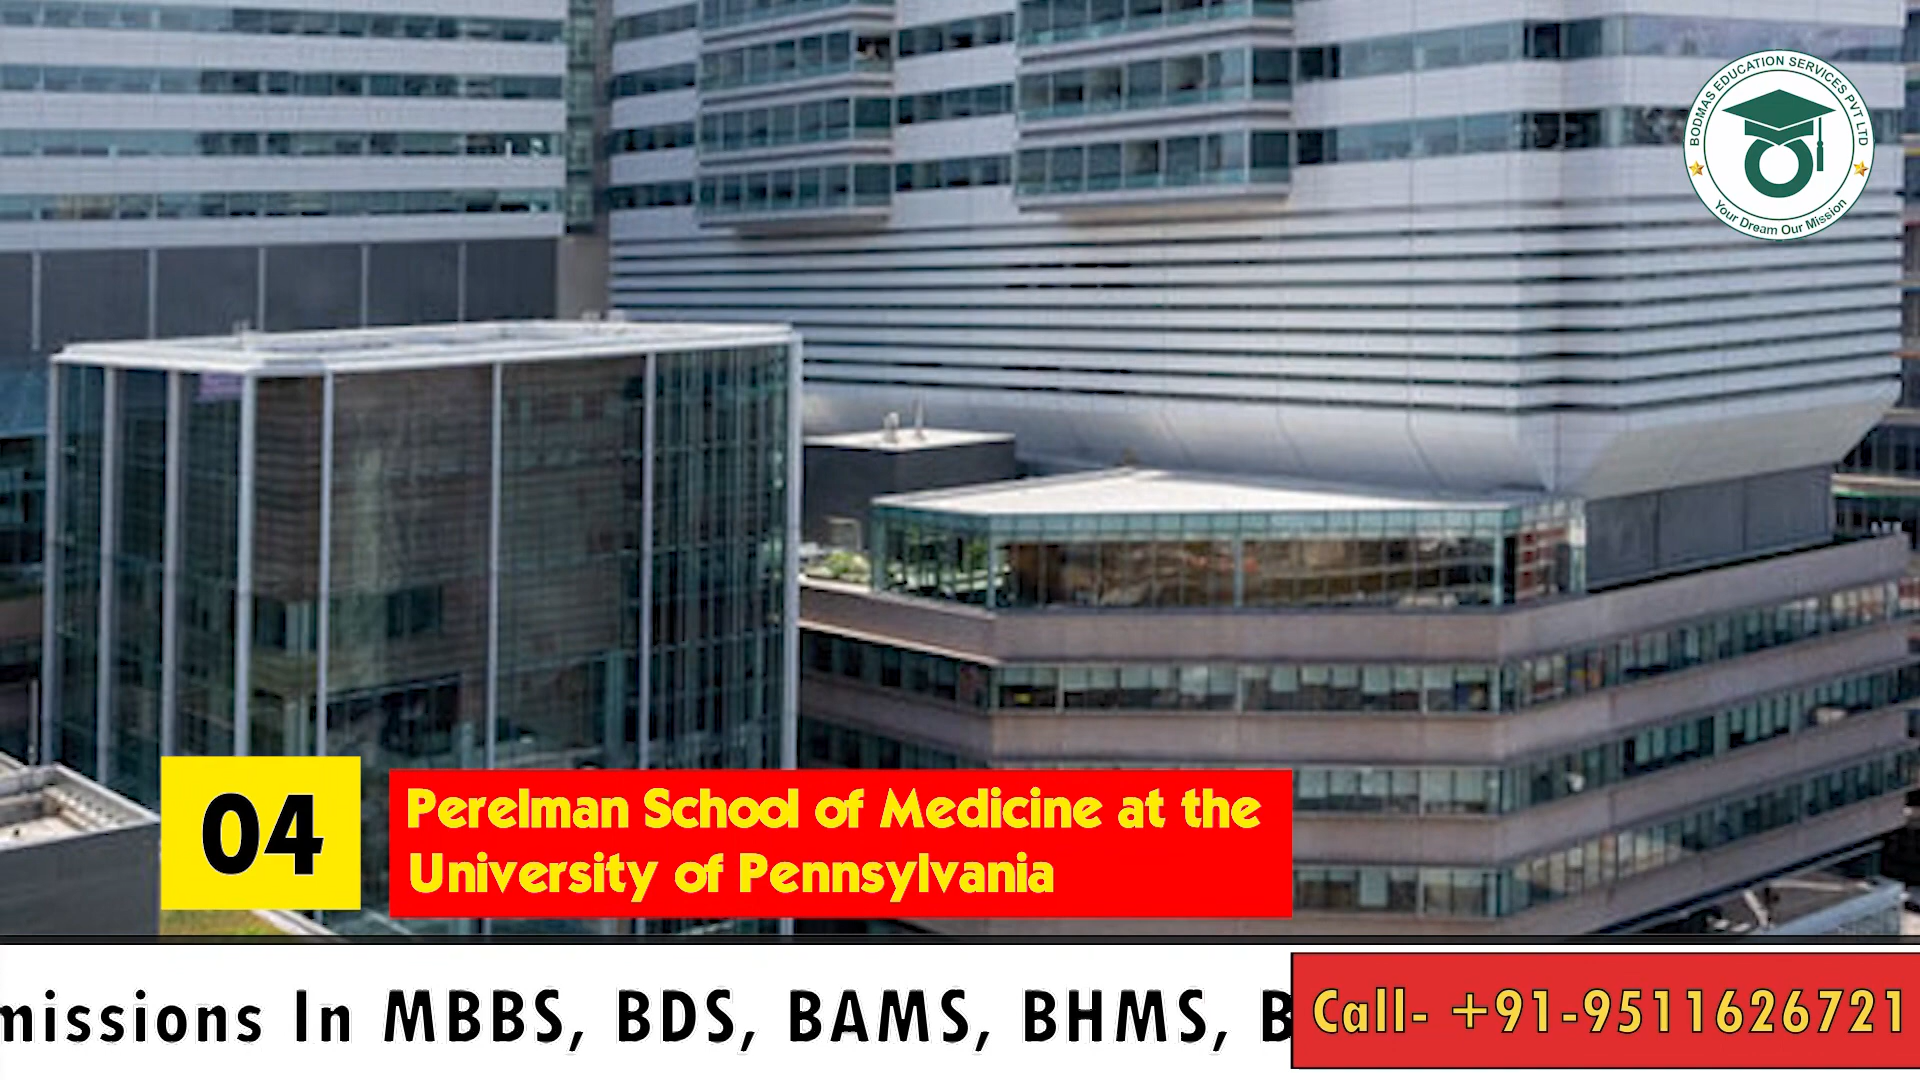 BODMAS EDUCATION SERVICES PVT LTD
Your Dream Our Mission
04
Perelman School of Medicine at the
University of Pennsylvania
missions In MBBS, BDS, BAMS, BHMS, B
Call- +91-9511626721